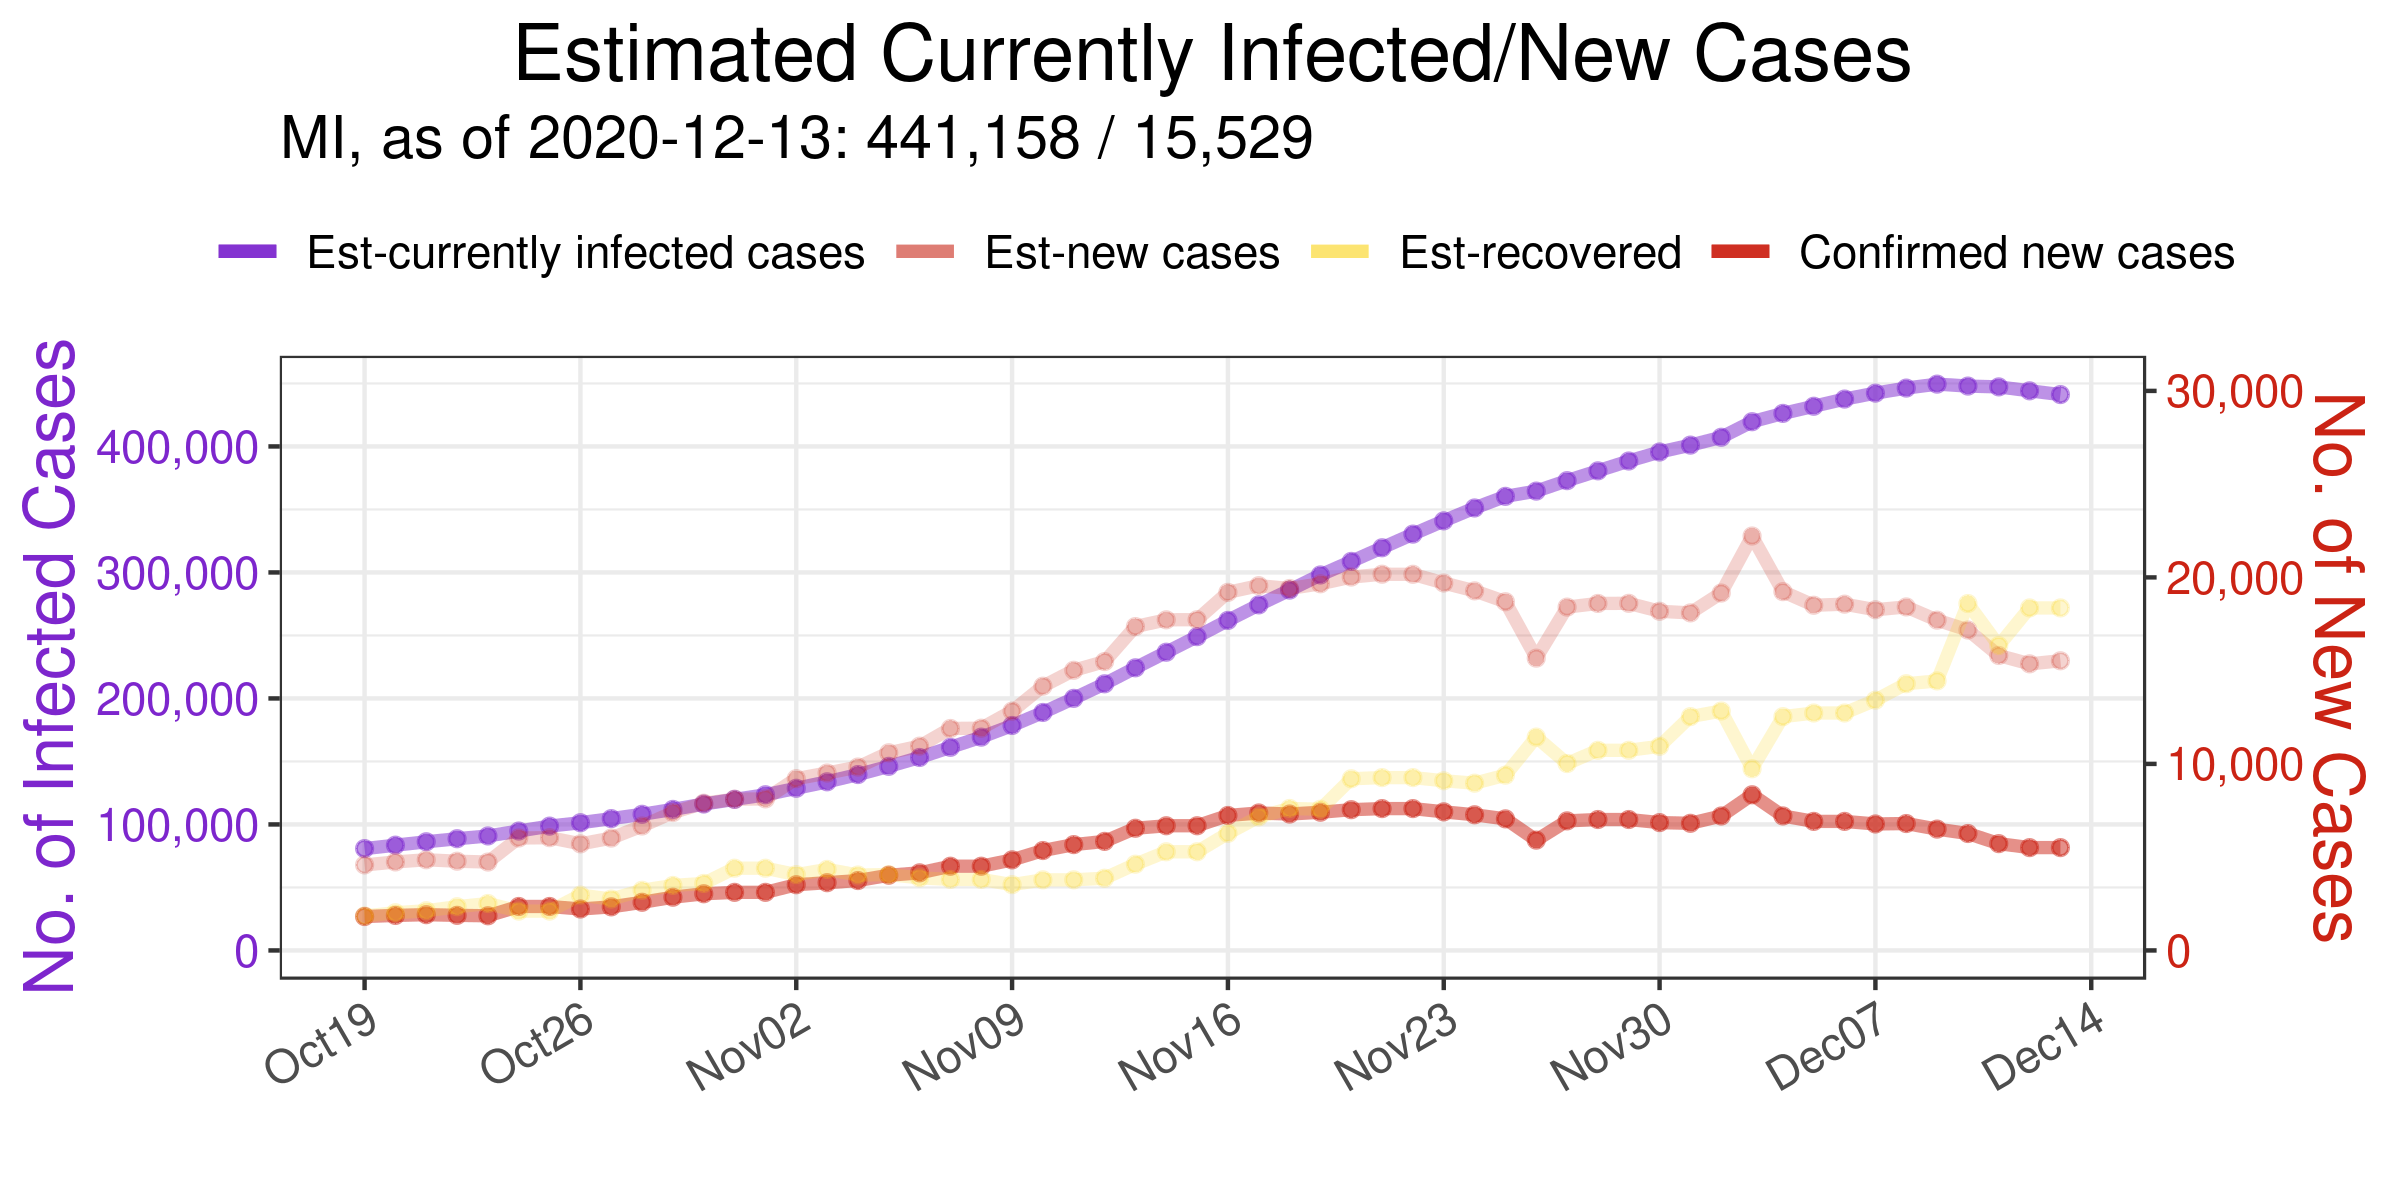 Estimated Currently Infected/New Cases
MI, as of 2020-12-13: 441,158 / 15,529
Est-currently infected cases Est-new cases Est-recovered Confirmed new cases
No. of Infected Cases
400,000
300,000
200,000
100,000
0
30,000
20,000
10,000
0
No. of New Cases
Oct19 Oct26 Nov02 Nov09 Nov16 Nov23 Nov30 Dec07 Dec14